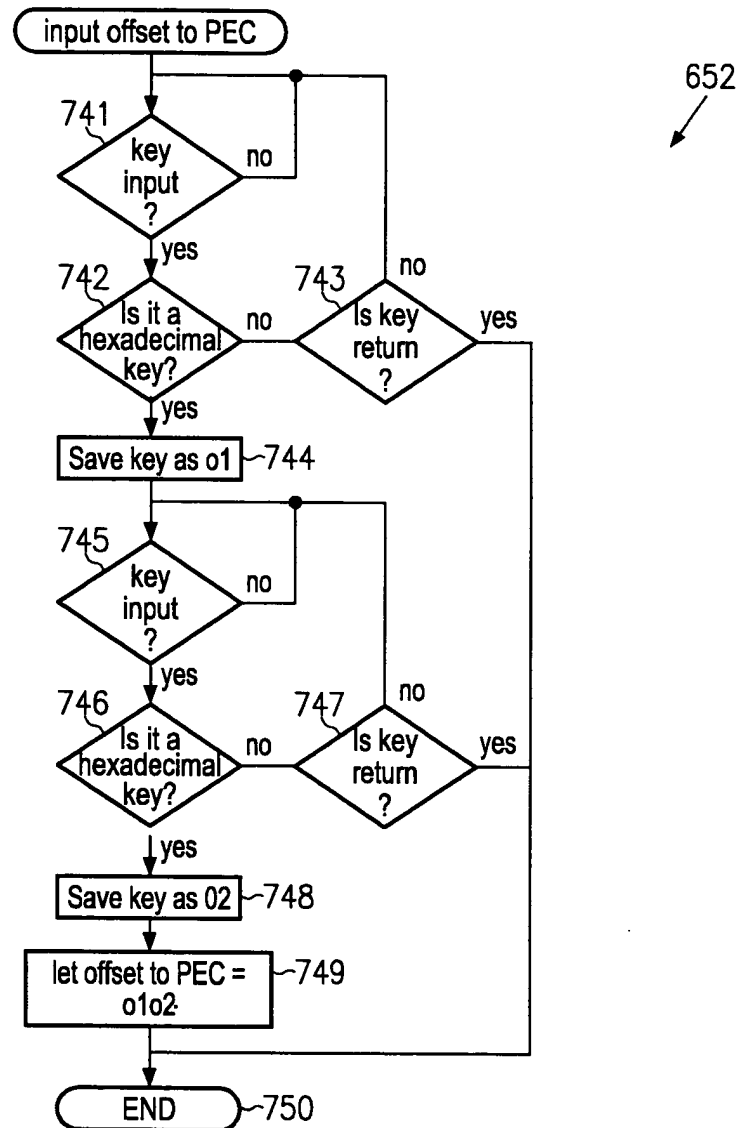 input offset to PEC
652
741
key
input
?
no
yes
742
Is it a
hexadecimal
key?
no
743
Is key
return
?
no
yes
yes
Save key as o1
744
745
key
input
?
no
yes
746
Is it a
hexadecimal
key?
no
747
Is key
return
?
no
yes
yes
Save key as 02
748
let offset to PEC =
o1o2
749
END
750